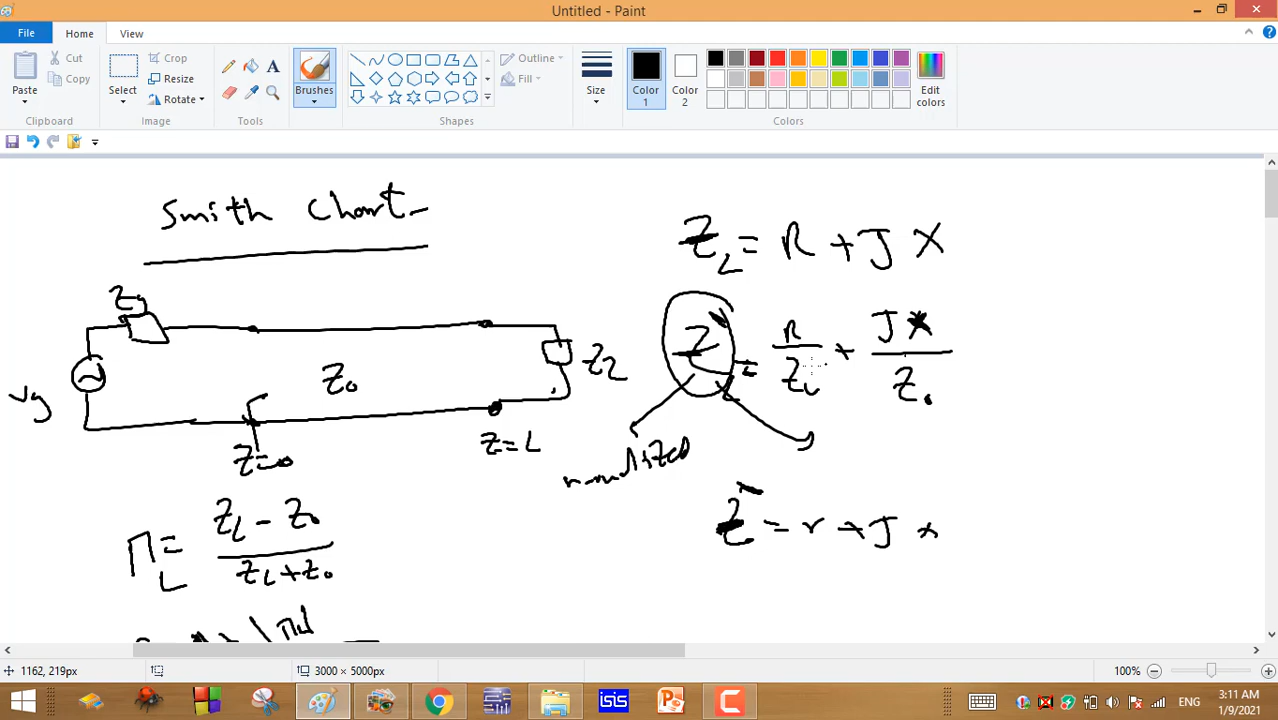 Untitled - Paint
File
Home
View
Paste
Cut
Copy
Clipboard
Select
Crop
Resize
Rotate
Image
Tools
Brushes
Shapes
Outline
Fill
Size
Color 1
Color 2
Edit colors
Colors
Smith Chart
Zg
Vg
Z0
ZL
Z=0
Z=L
ΓL = ZL - Z0
ZL + Z0
ZL = R + J X
= R + J X
Z0
normalized
Z = r + J x
1162, 219px
3000 × 5000px
100%
isis
ENG
3:11 AM
1/9/2021